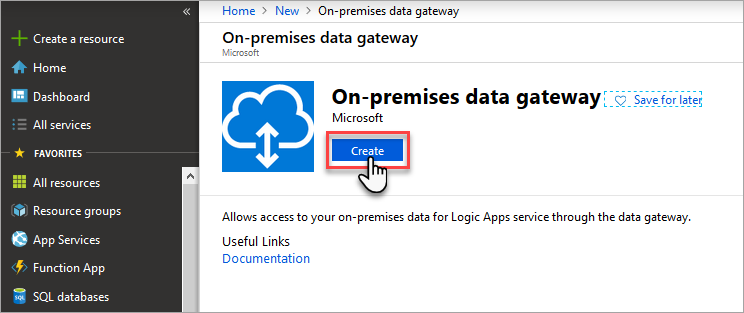 «
Create a resource
Home
Dashboard
All services
FAVORITES
All resources
Resource groups
App Services
Function App
SQL databases
Home > New > On-premises data gateway
On-premises data gateway
Microsoft
On-premises data gateway
Save for later
Microsoft
Create
Allows access to your on-premises data for Logic Apps service through the data gateway.
Useful Links
Documentation